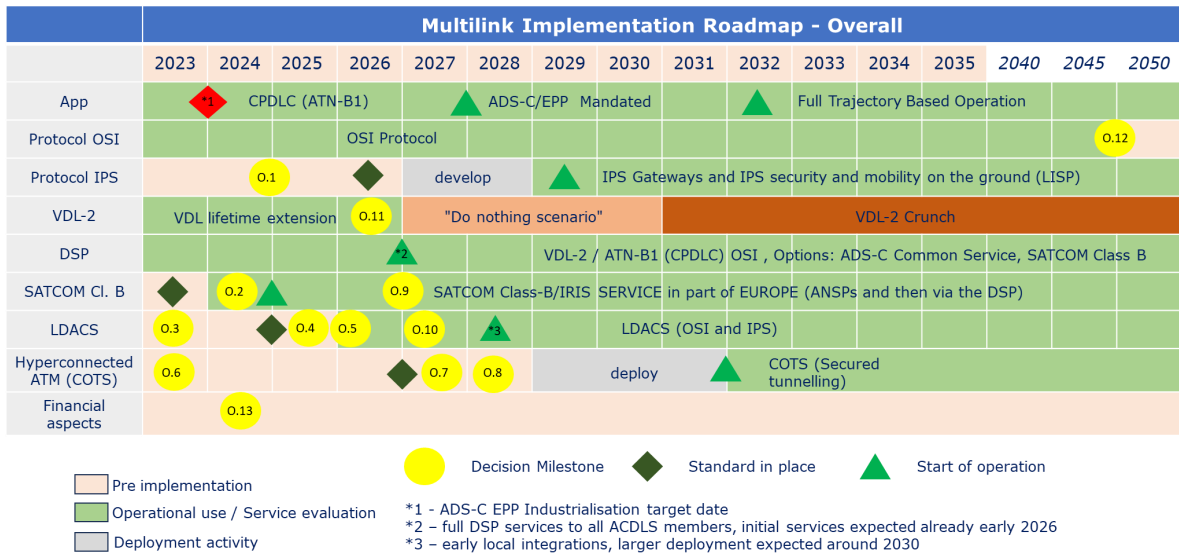 Multilink Implementation Roadmap - Overall
2023 2024 2025 2026 2027 2028 2029 2030 2031 2032 2033 2034 2035 2040 2045 2050
App *1 CPDLC (ATN-B1) ADS-C/EPP Mandated Full Trajectory Based Operation
Protocol OSI OSI Protocol O.12
Protocol IPS O.1 develop IPS Gateways and IPS security and mobility on the ground (LISP)
VDL-2 VDL lifetime extension O.11 "Do nothing scenario" VDL-2 Crunch
DSP *2 VDL-2 / ATN-B1 (CPDLC) OSI , Options: ADS-C Common Service, SATCOM Class B
SATCOM Cl. B O.2 O.9 SATCOM Class-B/IRIS SERVICE in part of EUROPE (ANSPs and then via the DSP)
LDACS O.3 O.4 O.5 O.10 *3 LDACS (OSI and IPS)
Hyperconnected
ATM (COTS) O.6 O.7 O.8 deploy COTS (Secured
tunnelling)
Financial
aspects O.13
Decision Milestone Standard in place Start of operation
Pre implementation
Operational use / Service evaluation
Deployment activity
*1 - ADS-C EPP Industrialisation target date
*2 – full DSP services to all ACDLS members, initial services expected already early 2026
*3 – early local integrations, larger deployment expected around 2030